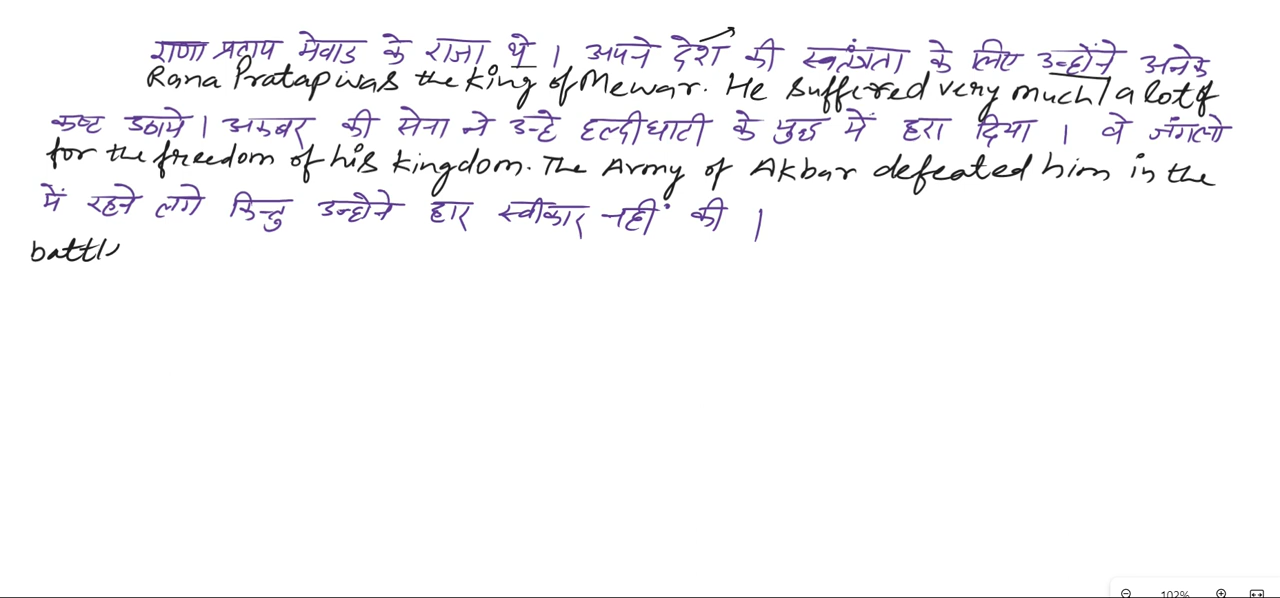 राणा प्रताप मेवाड के राजा थे । अपने देश की स्वतंत्रता के लिए उन्होंने अनेक
Rana Pratap was the king of Mewar. He suffered very much/a lot of
कष्ट उठाये । अकबर की सेना ने उन्हे हल्दीघाटी के युद्ध में हरा दिया । वे जंगलो
for the freedom of his kingdom. The Army of Akbar defeated him in the
में रहने लगे किन्तु उन्होने हार स्वीकार नहीं की ।
battl
102%